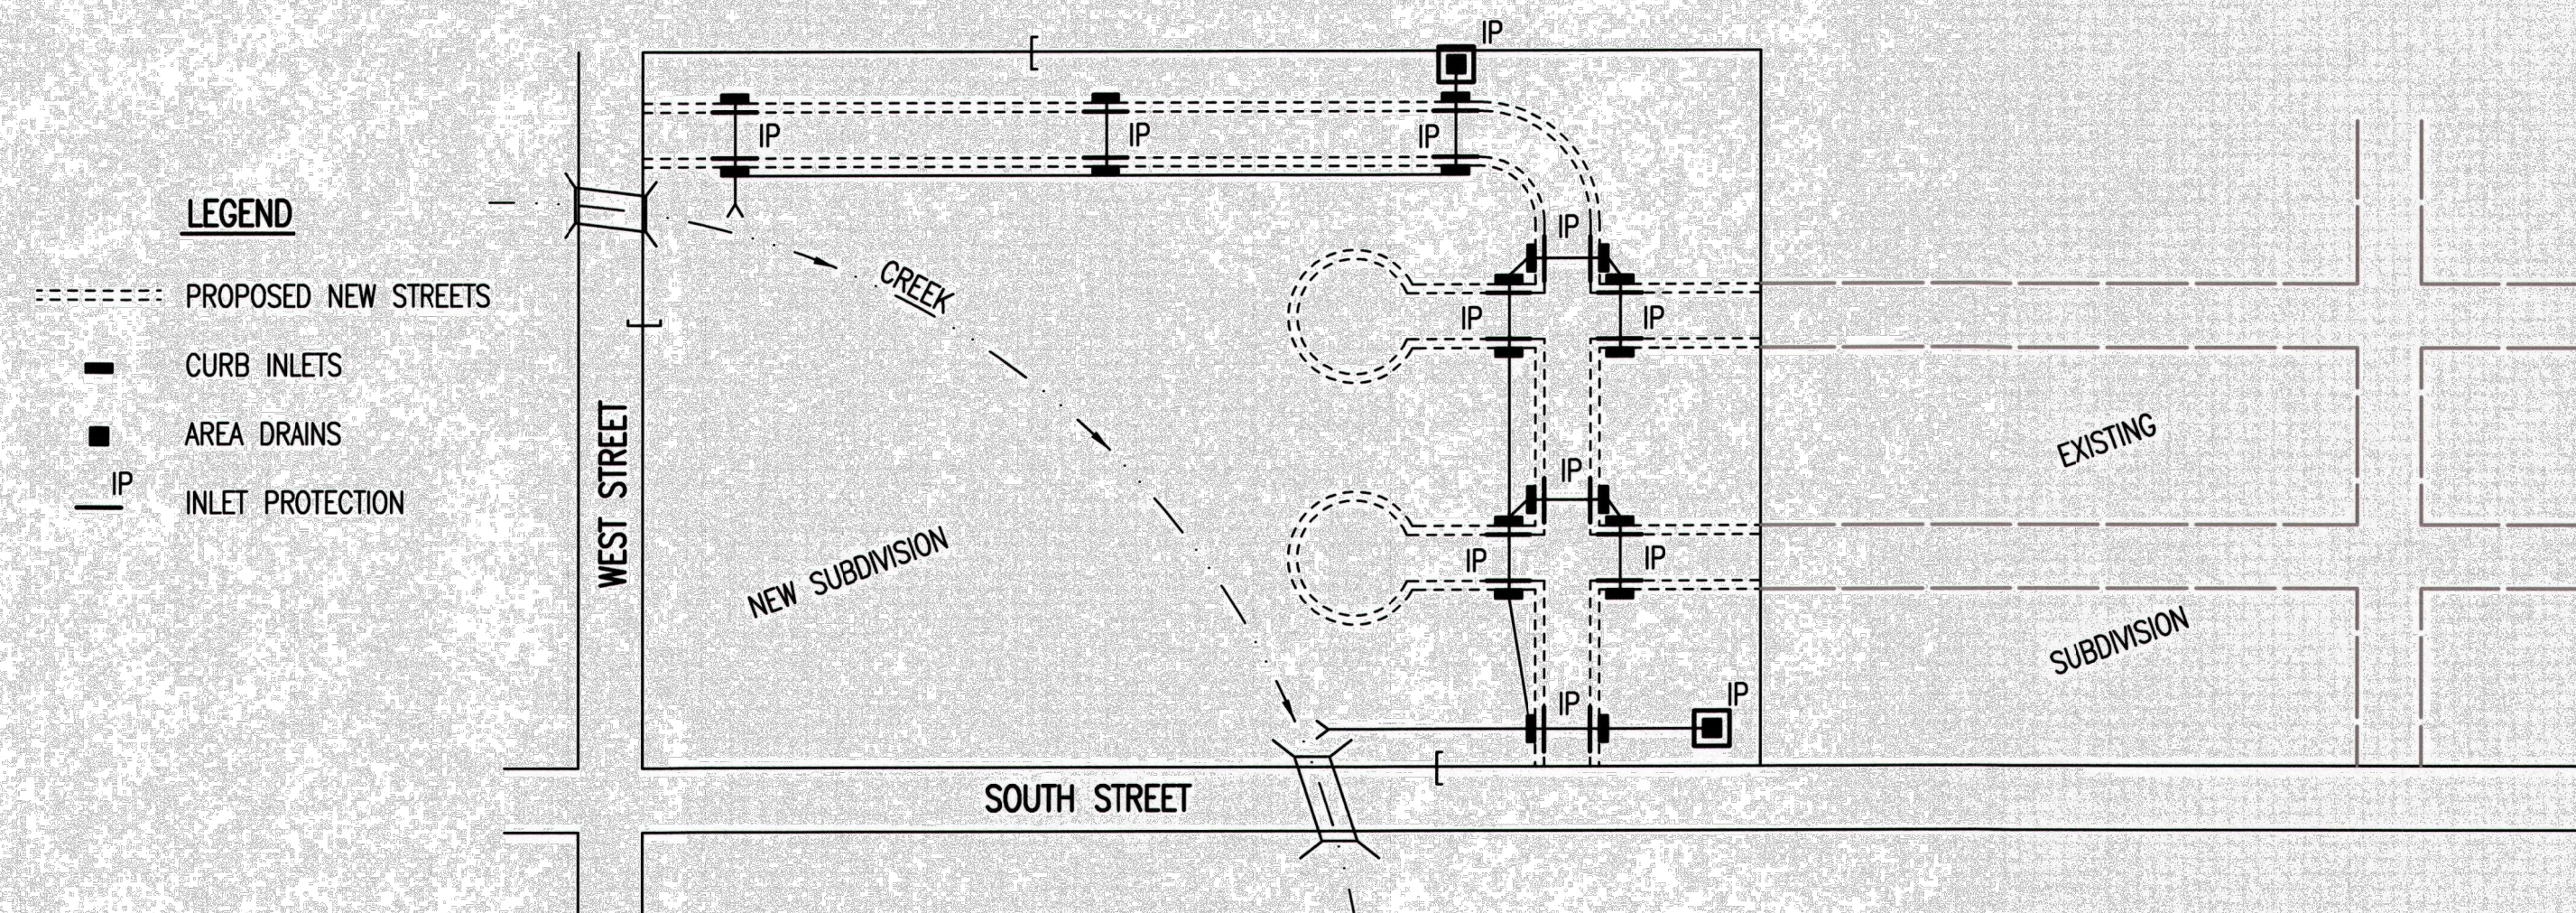 LEGEND
PROPOSED NEW STREETS
CURB INLETS
AREA DRAINS
IP
INLET PROTECTION
WEST STREET
CREEK
NEW SUBDIVISION
SOUTH STREET
IP
IP
IP
IP
IP
IP
IP
IP
IP
IP
IP
IP
EXISTING
SUBDIVISION